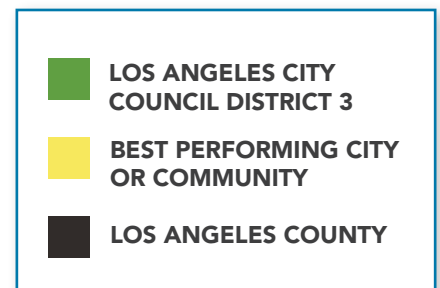 LOS ANGELES CITY
COUNCIL DISTRICT 3
BEST PERFORMING CITY
OR COMMUNITY
LOS ANGELES COUNTY